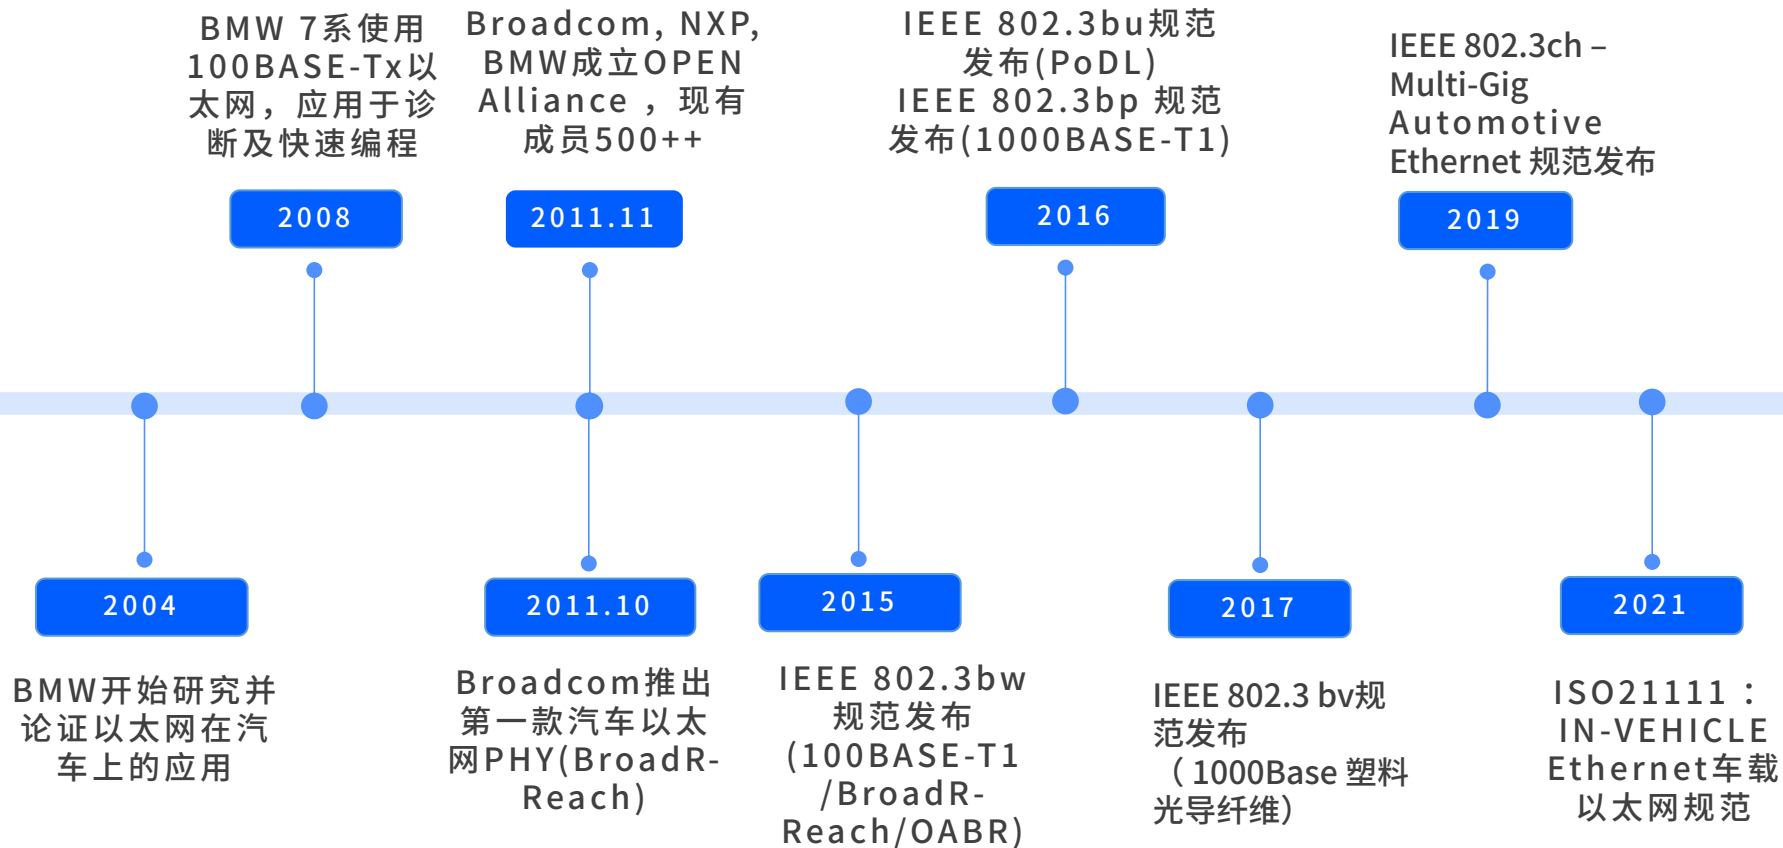 BMW 7系使用
100BASE-Tx以
太网，应用于诊
断及快速编程
2008
Broadcom, NXP,
BMW成立OPEN
Alliance ，现有
成员500++
2011.11
IEEE 802.3bu规范
发布(PoDL)
IEEE 802.3bp 规范
发布(1000BASE-T1)
2016
IEEE 802.3ch –
Multi-Gig
Automotive
Ethernet 规范发布
2019
2004
BMW开始研究并
论证以太网在汽
车上的应用
2011.10
Broadcom推出
第一款汽车以太
网PHY(BroadR-
Reach)
2015
IEEE 802.3bw
规范发布
(100BASE-T1
/BroadR-
Reach/OABR)
2017
IEEE 802.3 bv规
范发布
（ 1000Base 塑料
光导纤维）
2021
ISO21111 ：
IN-VEHICLE
Ethernet车载
以太网规范